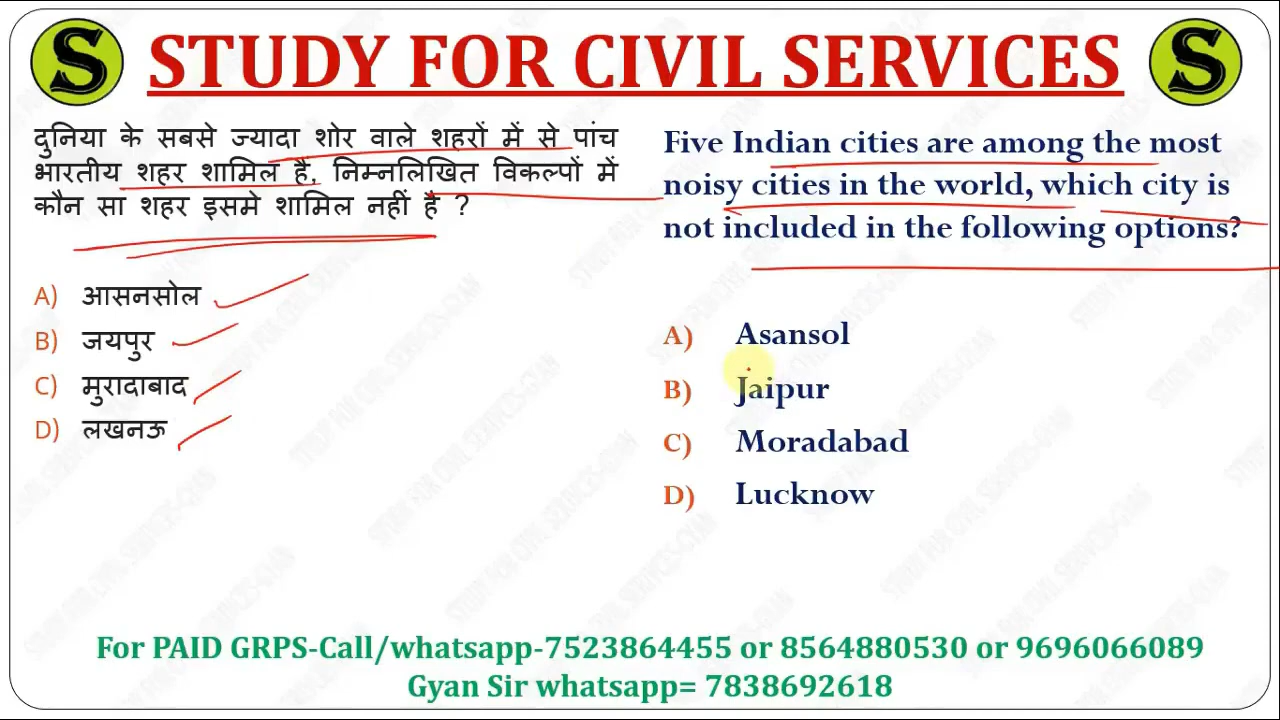 S STUDY FOR CIVIL SERVICES S
दुनिया के सबसे ज्यादा शोर वाले शहरों में से पांच
भारतीय शहर शामिल हैं, निम्नलिखित विकल्पों में
कौन सा शहर इसमे शामिल नहीं है ?
A) आसनसोल
B) जयपुर
C) मुरादाबाद
D) लखनऊ
Five Indian cities are among the most
noisy cities in the world, which city is
not included in the following options?
A) Asansol
B) Jaipur
C) Moradabad
D) Lucknow
For PAID GRPS-Call/whatsapp-7523864455 or 8564880530 or 9696066089
Gyan Sir whatsapp= 7838692618